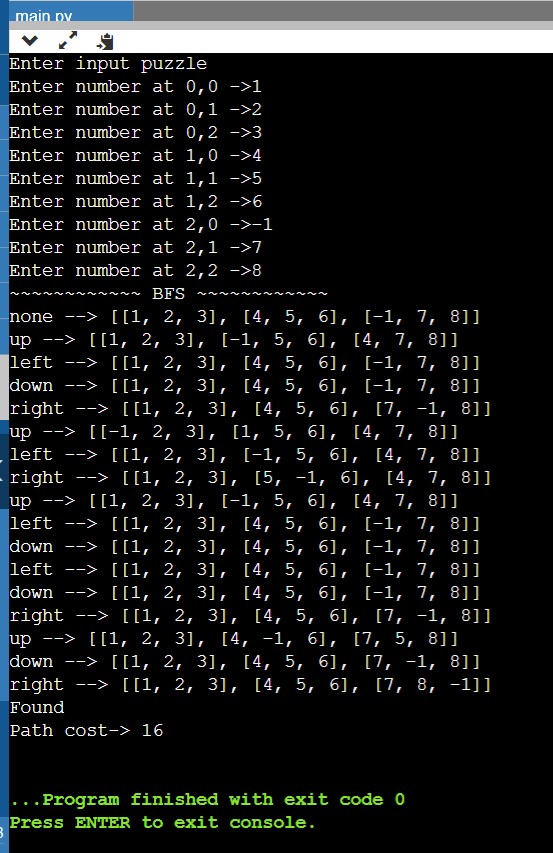 main.py
Enter input puzzle
Enter number at 0,0 ->1
Enter number at 0,1 ->2
Enter number at 0,2 ->3
Enter number at 1,0 ->4
Enter number at 1,1 ->5
Enter number at 1,2 ->6
Enter number at 2,0 ->-1
Enter number at 2,1 ->7
Enter number at 2,2 ->8
~~~~~~~~~~~~ BFS ~~~~~~~~~~~~
none --> [[1, 2, 3], [4, 5, 6], [-1, 7, 8]]
up --> [[1, 2, 3], [-1, 5, 6], [4, 7, 8]]
left --> [[1, 2, 3], [4, 5, 6], [-1, 7, 8]]
down --> [[1, 2, 3], [4, 5, 6], [-1, 7, 8]]
right --> [[1, 2, 3], [4, 5, 6], [7, -1, 8]]
up --> [[-1, 2, 3], [1, 5, 6], [4, 7, 8]]
left --> [[1, 2, 3], [-1, 5, 6], [4, 7, 8]]
right --> [[1, 2, 3], [5, -1, 6], [4, 7, 8]]
up --> [[1, 2, 3], [-1, 5, 6], [4, 7, 8]]
left --> [[1, 2, 3], [4, 5, 6], [-1, 7, 8]]
down --> [[1, 2, 3], [4, 5, 6], [-1, 7, 8]]
left --> [[1, 2, 3], [4, 5, 6], [-1, 7, 8]]
down --> [[1, 2, 3], [4, 5, 6], [-1, 7, 8]]
right --> [[1, 2, 3], [4, 5, 6], [7, -1, 8]]
up --> [[1, 2, 3], [4, -1, 6], [7, 5, 8]]
down --> [[1, 2, 3], [4, 5, 6], [7, -1, 8]]
right --> [[1, 2, 3], [4, 5, 6], [7, 8, -1]]
Found
Path cost-> 16
...Program finished with exit code 0
Press ENTER to exit console.